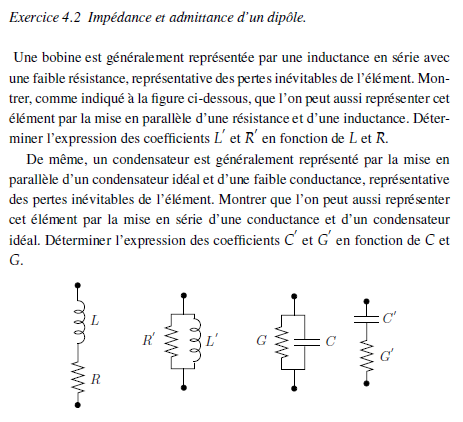 Exercice 4.2 Impédance et admittance d'un dipôle.
Une bobine est généralement représentée par une inductance en série avec
une faible résistance, représentative des pertes inévitables de l'élément. Mon-
trer, comme indiqué à la figure ci-dessous, que l'on peut aussi représenter cet
élément par la mise en parallèle d'une résistance et d'une inductance. Déter-
miner l'expression des coefficients L′ et R′ en fonction de L et R.
De même, un condensateur est généralement représenté par la mise en
parallèle d'un condensateur idéal et d'une faible conductance, représentative
des pertes inévitables de l'élément. Montrer que l'on peut aussi représenter
cet élément par la mise en série d'une conductance et d'un condensateur
idéal. Déterminer l'expression des coefficients C′ et G′ en fonction de C et
G.
L
R
R′
L′
G
C
C′
G′